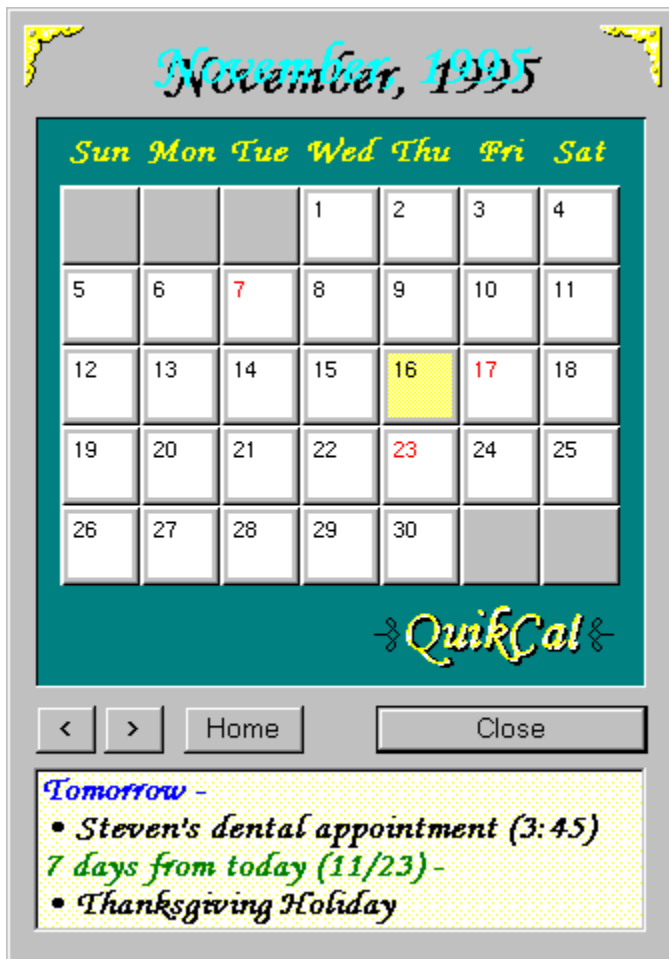 November, 1995
Sun Mon Tue Wed Thu Fri Sat
1 2 3 4
5 6 7 8 9 10 11
12 13 14 15 16 17 18
19 20 21 22 23 24 25
26 27 28 29 30
QuikCal
< > Home Close
Tomorrow -
• Steven's dental appointment (3:45)
7 days from today (11/23) -
• Thanksgiving Holiday